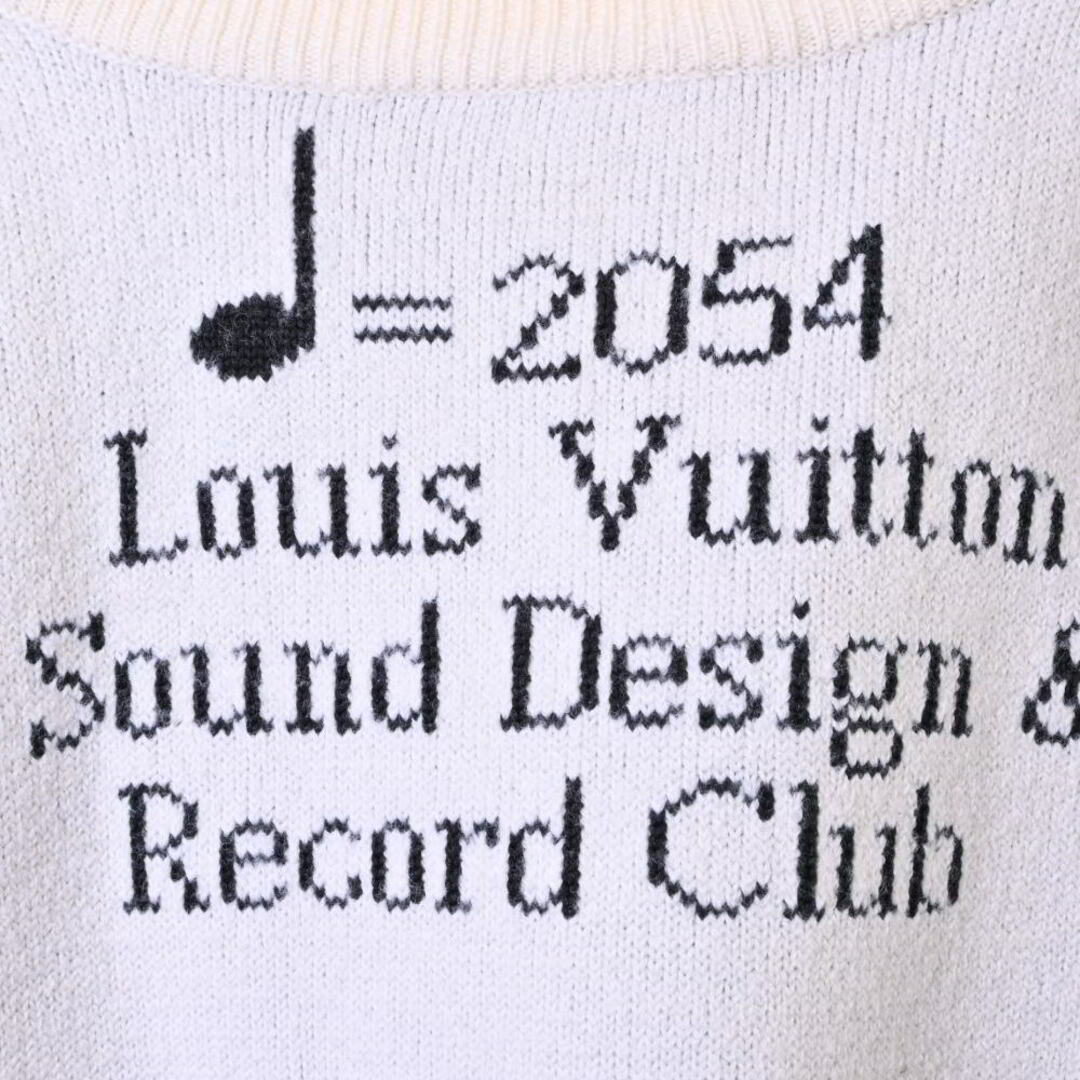 ♩= 2054
Louis Vuitton
Sound Design &
Record Club